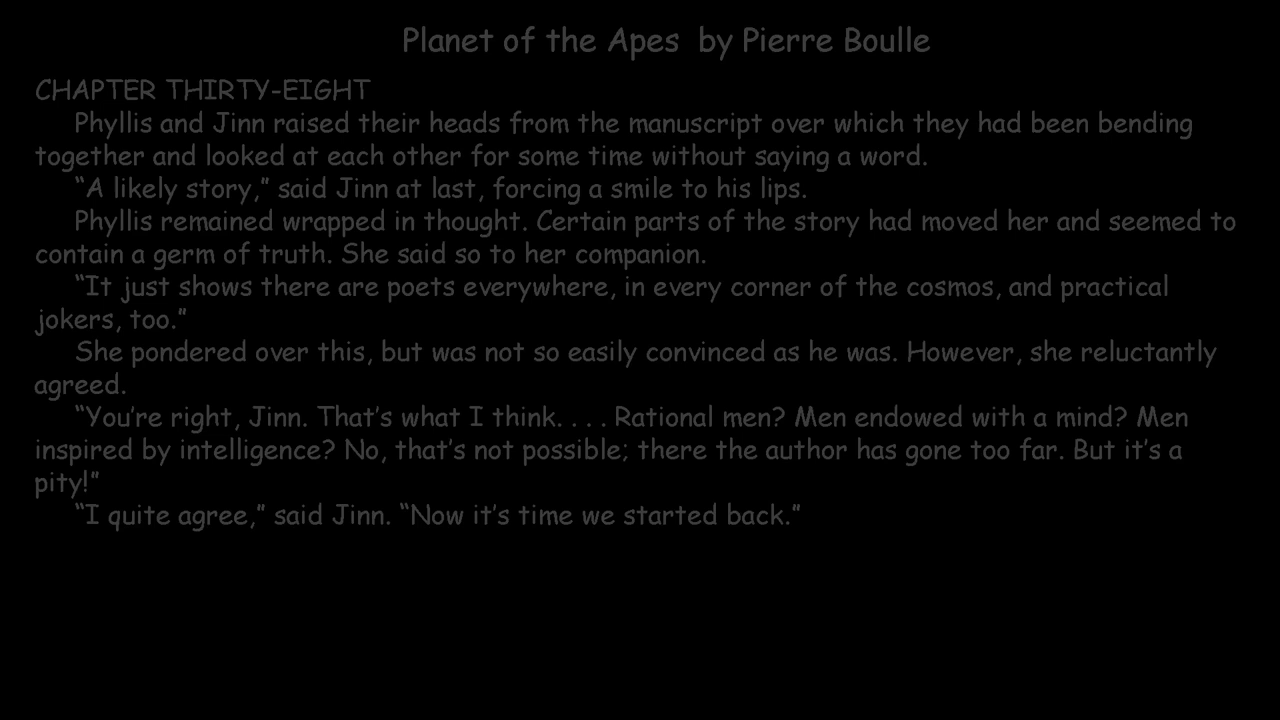 Planet of the Apes  by Pierre Boulle
CHAPTER THIRTY-EIGHT
Phyllis and Jinn raised their heads from the manuscript over which they had been bending
together and looked at each other for some time without saying a word.
“A likely story,” said Jinn at last, forcing a smile to his lips.
Phyllis remained wrapped in thought. Certain parts of the story had moved her and seemed to
contain a germ of truth. She said so to her companion.
“It just shows there are poets everywhere, in every corner of the cosmos, and practical
jokers, too.”
She pondered over this, but was not so easily convinced as he was. However, she reluctantly
agreed.
“You’re right, Jinn. That’s what I think. . . . Rational men? Men endowed with a mind? Men
inspired by intelligence? No, that’s not possible; there the author has gone too far. But it’s a
pity!”
“I quite agree,” said Jinn. “Now it’s time we started back.”